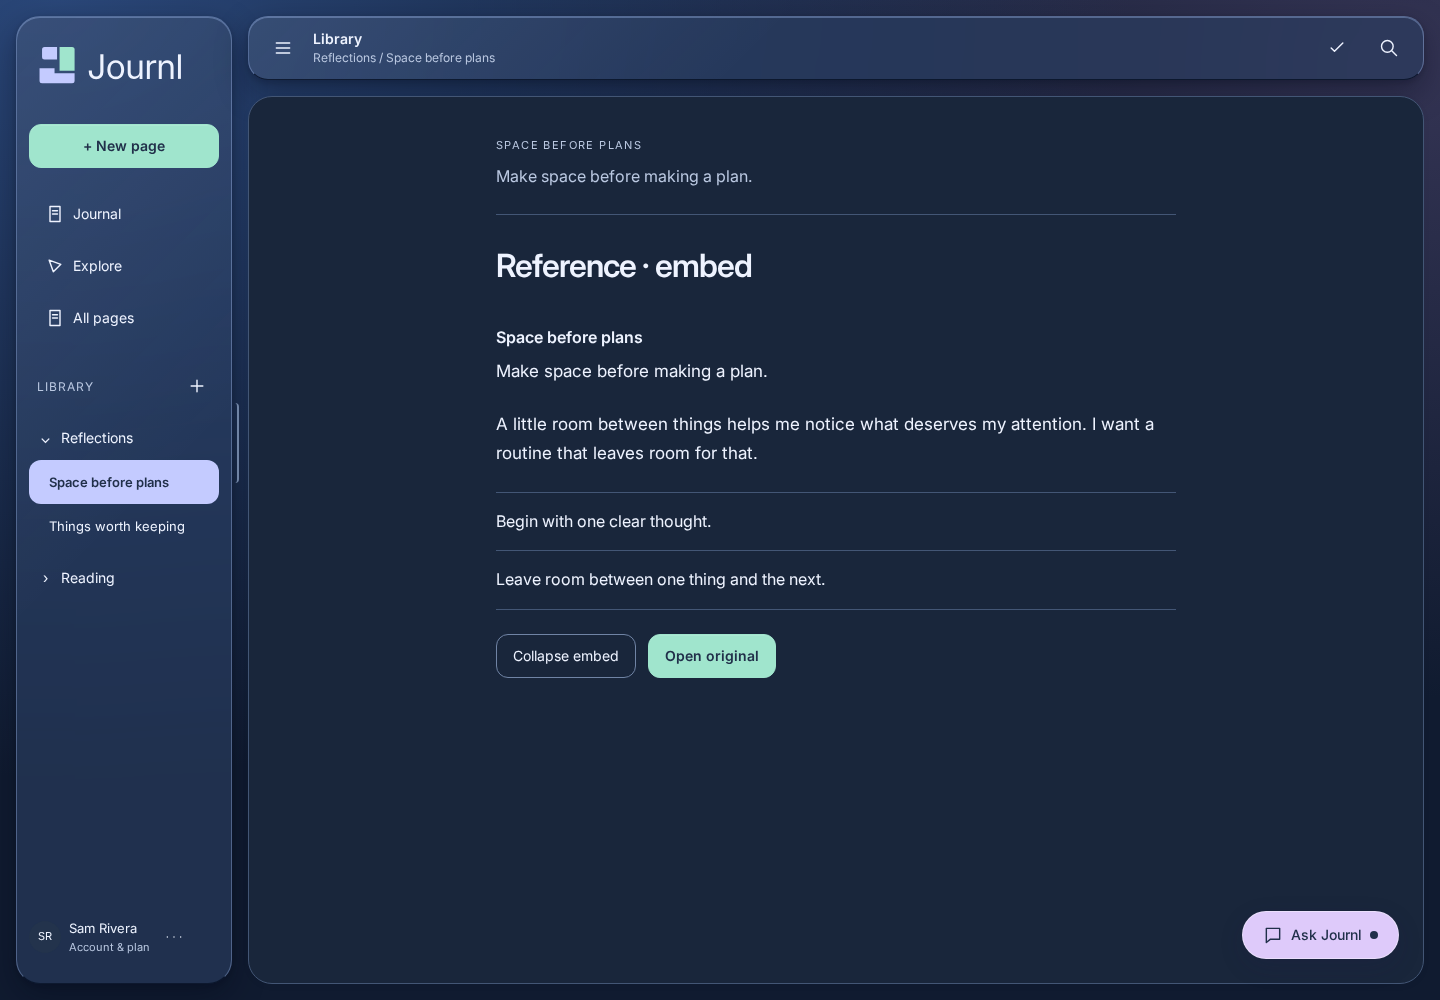 Journl
+ New page
Journal
Explore
All pages
LIBRARY
Reflections
Space before plans
Things worth keeping
Reading
SR
Sam Rivera
Account & plan
Library
Reflections / Space before plans
SPACE BEFORE PLANS
Make space before making a plan.
Reference · embed
Space before plans
Make space before making a plan.
A little room between things helps me notice what deserves my attention. I want a
routine that leaves room for that.
Begin with one clear thought.
Leave room between one thing and the next.
Collapse embed
Open original
Ask Journl